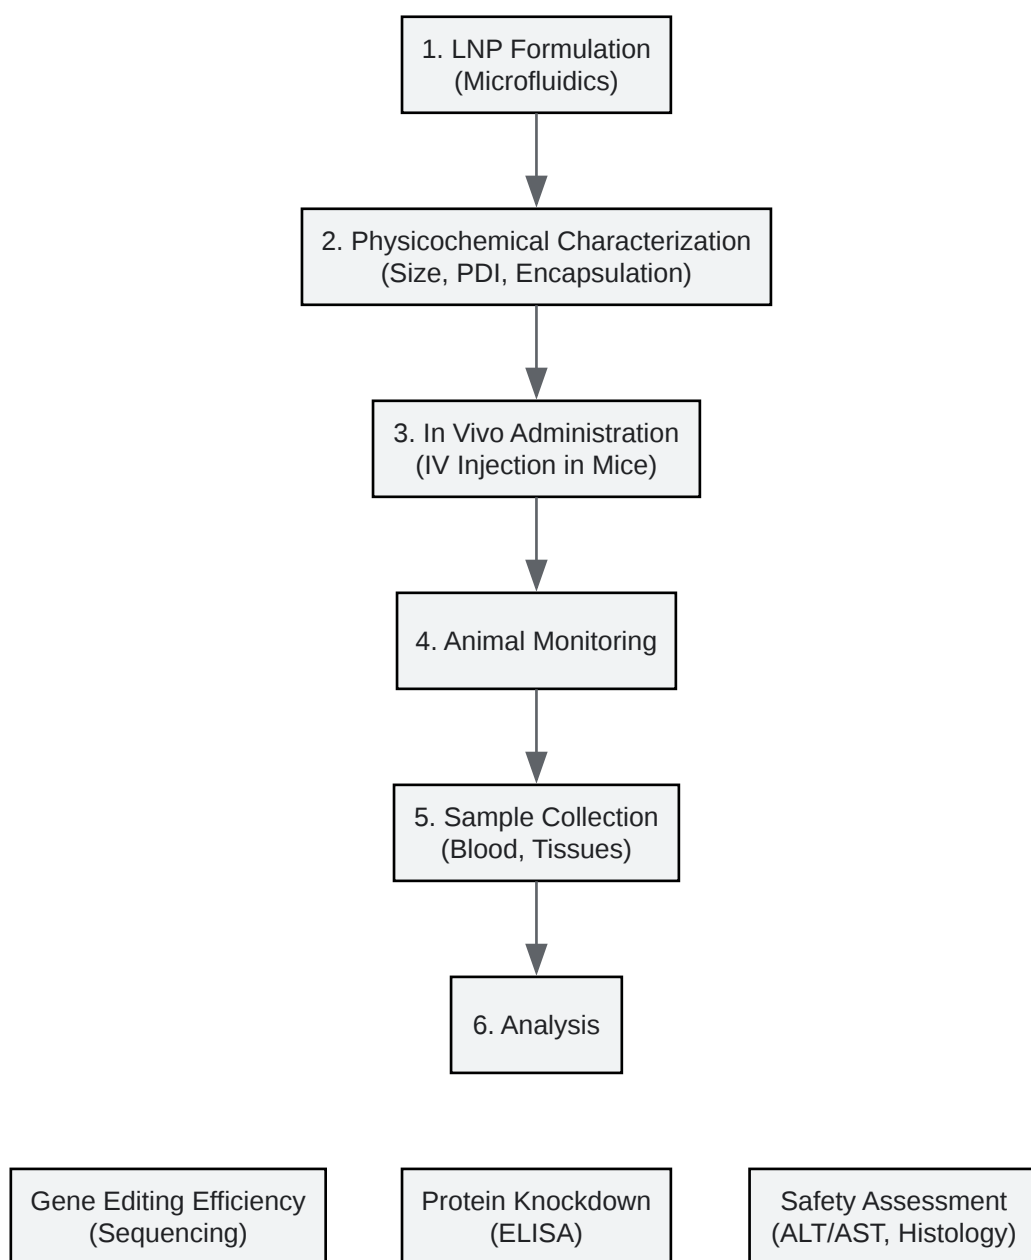 1. LNP Formulation
(Microfluidics)
2. Physicochemical Characterization
(Size, PDI, Encapsulation)
3. In Vivo Administration
(IV Injection in Mice)
4. Animal Monitoring
5. Sample Collection
(Blood, Tissues)
6. Analysis
Gene Editing Efficiency
(Sequencing)
Protein Knockdown
(ELISA)
Safety Assessment
(ALT/AST, Histology)